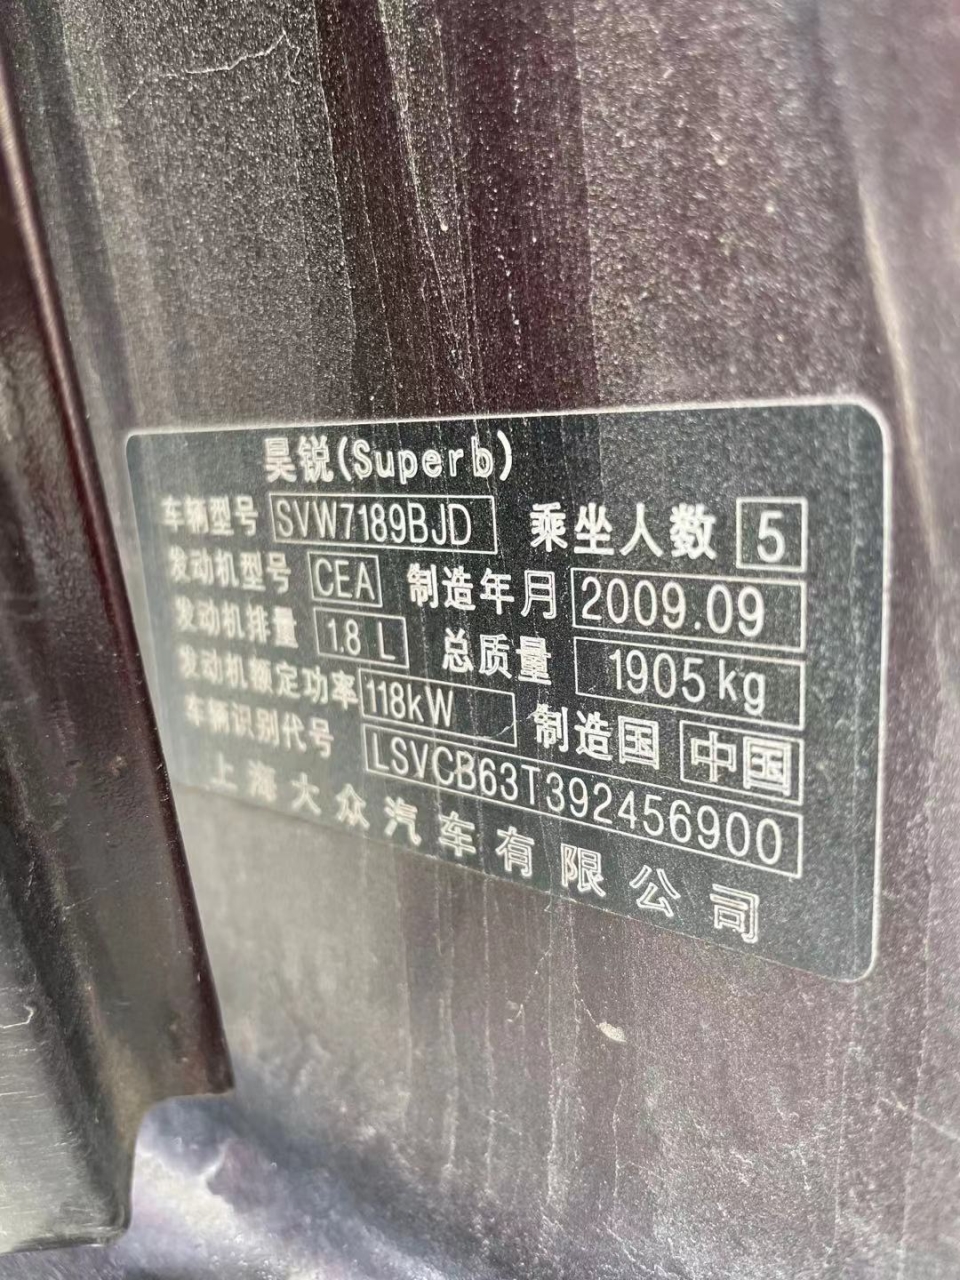 昊锐(Superb)
车辆型号 SVW7189BJD 乘坐人数 5
发动机型号 CEA 制造年月 2009.09
发动机排量 1.8 L 总质量 1905kg
发动机额定功率 118kW 制造国 中国
车辆识别代号 LSVCB63T392456900
上海大众汽车有限公司